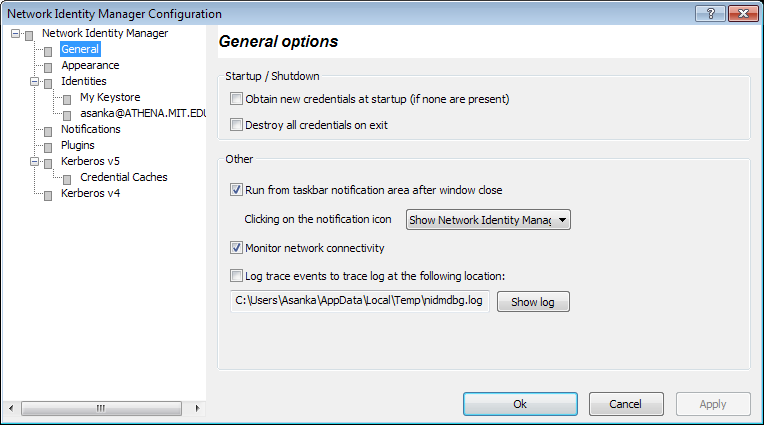 Network Identity Manager Configuration
Network Identity Manager
General
Appearance
Identities
My Keystore
asanka@ATHENA.MIT.EDU
Notifications
Plugins
Kerberos v5
Credential Caches
Kerberos v4
General options
Startup / Shutdown
Obtain new credentials at startup (if none are present)
Destroy all credentials on exit
Other
Run from taskbar notification area after window close
Clicking on the notification icon
Show Network Identity Manag
Monitor network connectivity
Log trace events to trace log at the following location:
C:\Users\Asanka\AppData\Local\Temp\nidmdbg.log
Show log
Ok
Cancel
Apply